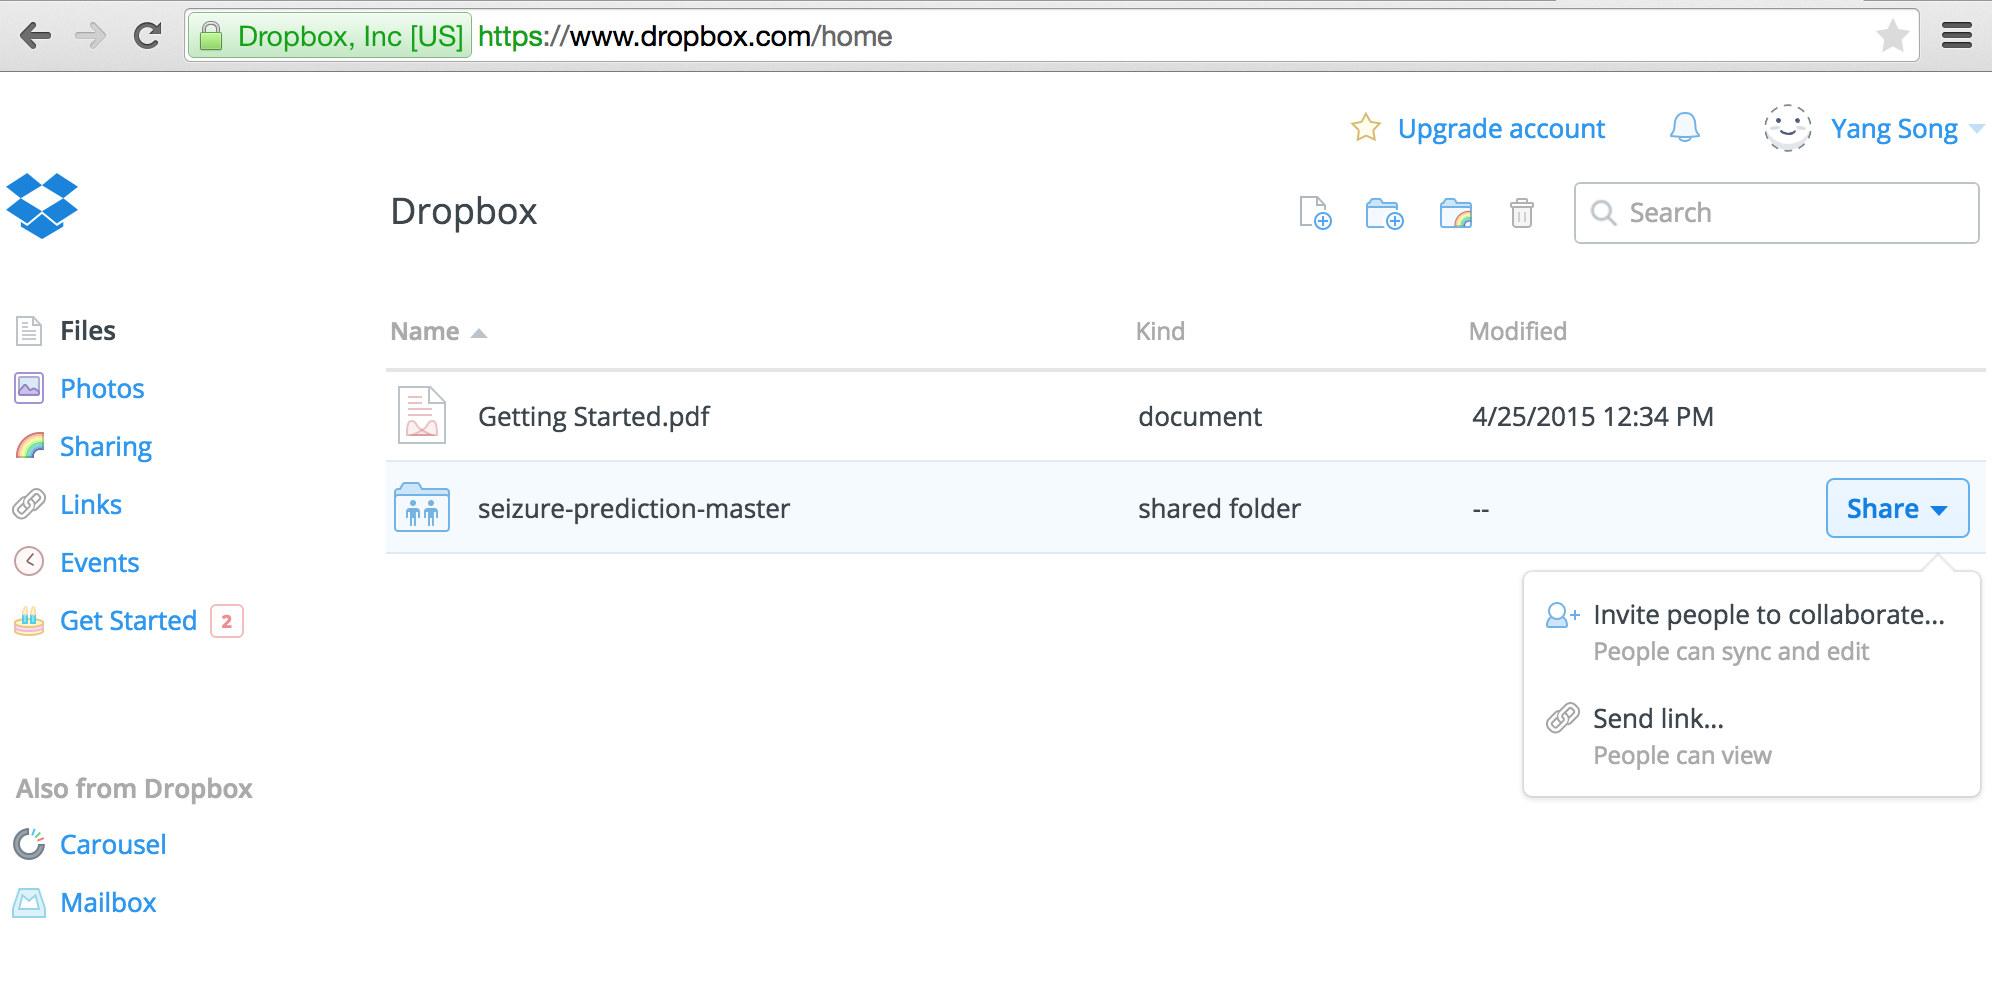 Dropbox, Inc [US] https://www.dropbox.com/home
Upgrade account Yang Song
Dropbox
Search
Files
Photos
Sharing
Links
Events
Get Started 2
Also from Dropbox
Carousel
Mailbox
Name Kind Modified
Getting Started.pdf document 4/25/2015 12:34 PM
seizure-prediction-master shared folder -- Share
Invite people to collaborate...
People can sync and edit
Send link...
People can view